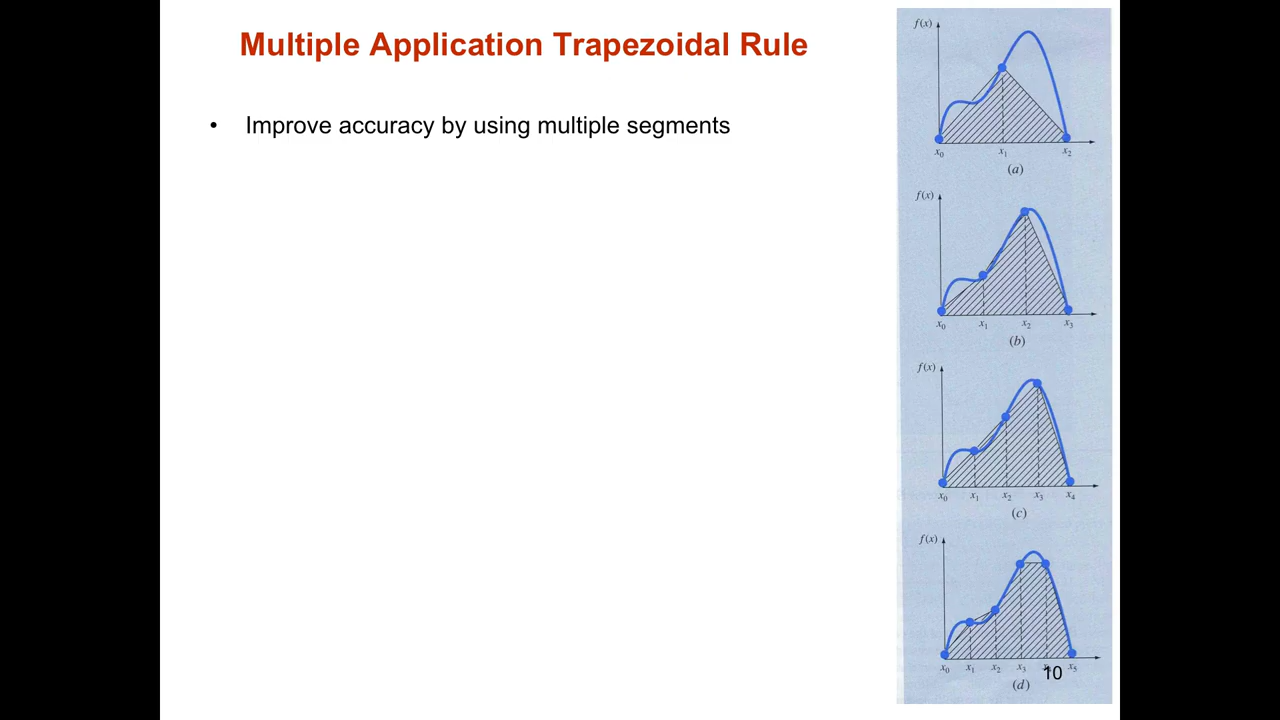 Multiple Application Trapezoidal Rule
• Improve accuracy by using multiple segments
f(x)
x₀ x₁ x₂
(a)
f(x)
x₀ x₁ x₂ x₃
(b)
f(x)
x₀ x₁ x₂ x₃ x₄
(c)
f(x)
x₀ x₁ x₂ x₃ x₅
10
(d)